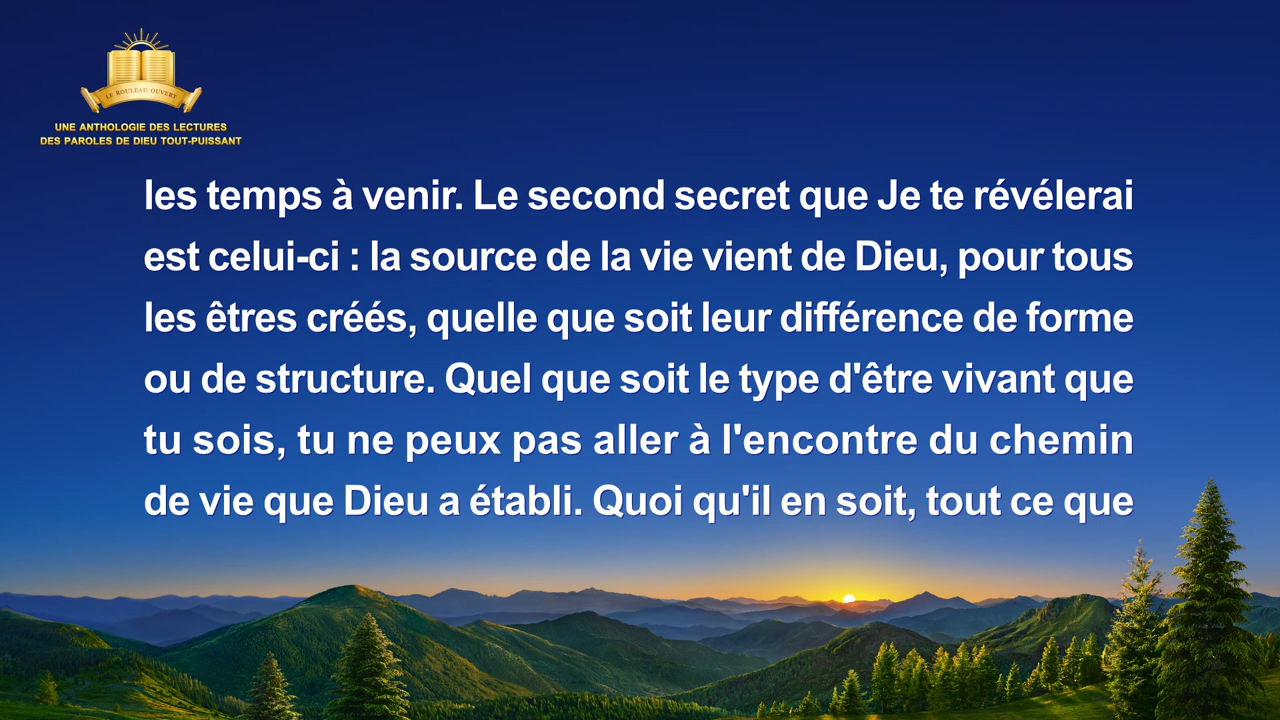 LE ROULEAU OUVERT
UNE ANTHOLOGIE DES LECTURES
DES PAROLES DE DIEU TOUT-PUISSANT
les temps à venir. Le second secret que Je te révélerai
est celui-ci : la source de la vie vient de Dieu, pour tous
les êtres créés, quelle que soit leur différence de forme
ou de structure. Quel que soit le type d'être vivant que
tu sois, tu ne peux pas aller à l'encontre du chemin
de vie que Dieu a établi. Quoi qu'il en soit, tout ce que